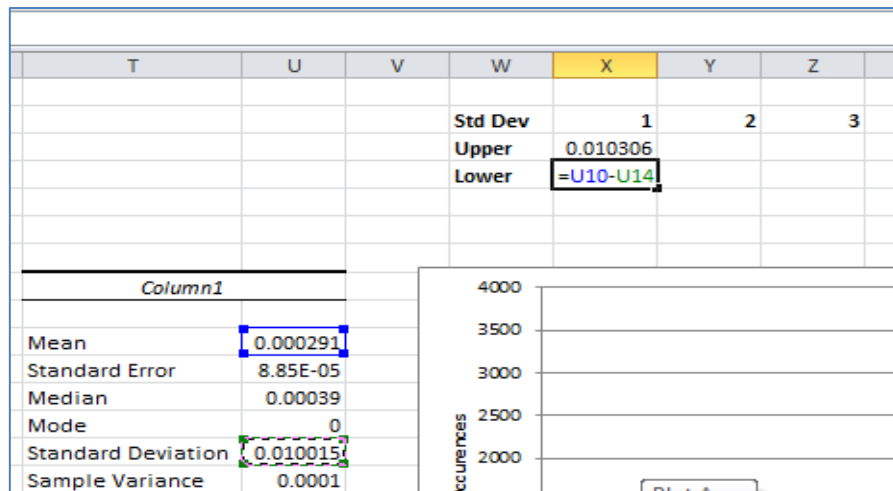 T U V W X Y Z
Std Dev 1 2 3
Upper 0.010306
Lower =U10-U14
Column1
Mean 0.000291
Standard Error 8.85E-05
Median 0.00039
Mode 0
Standard Deviation 0.010015
Sample Variance 0.0001
4000
3500
3000
2500
2000